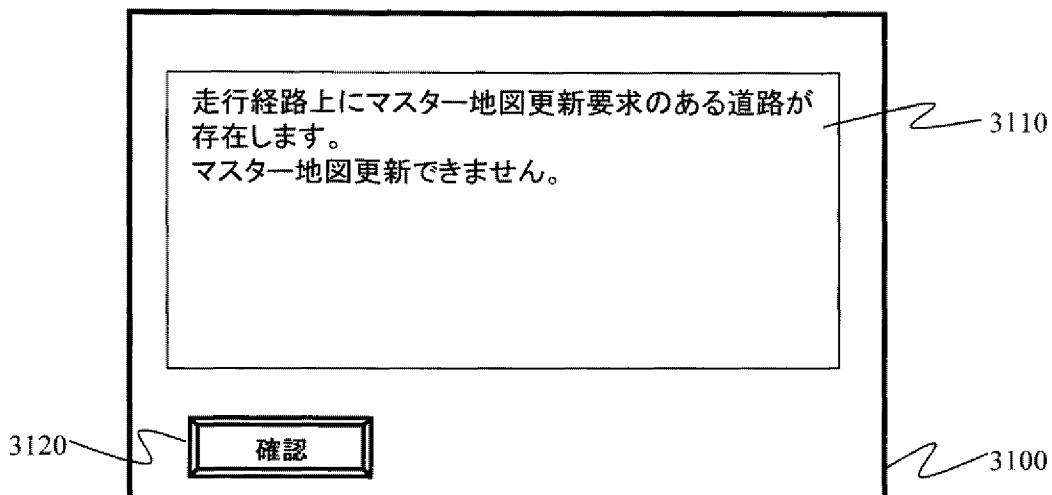 走行経路上にマスター地図更新要求のある道路が
存在します。
マスター地図更新できません。
3110
3120
確認
3100